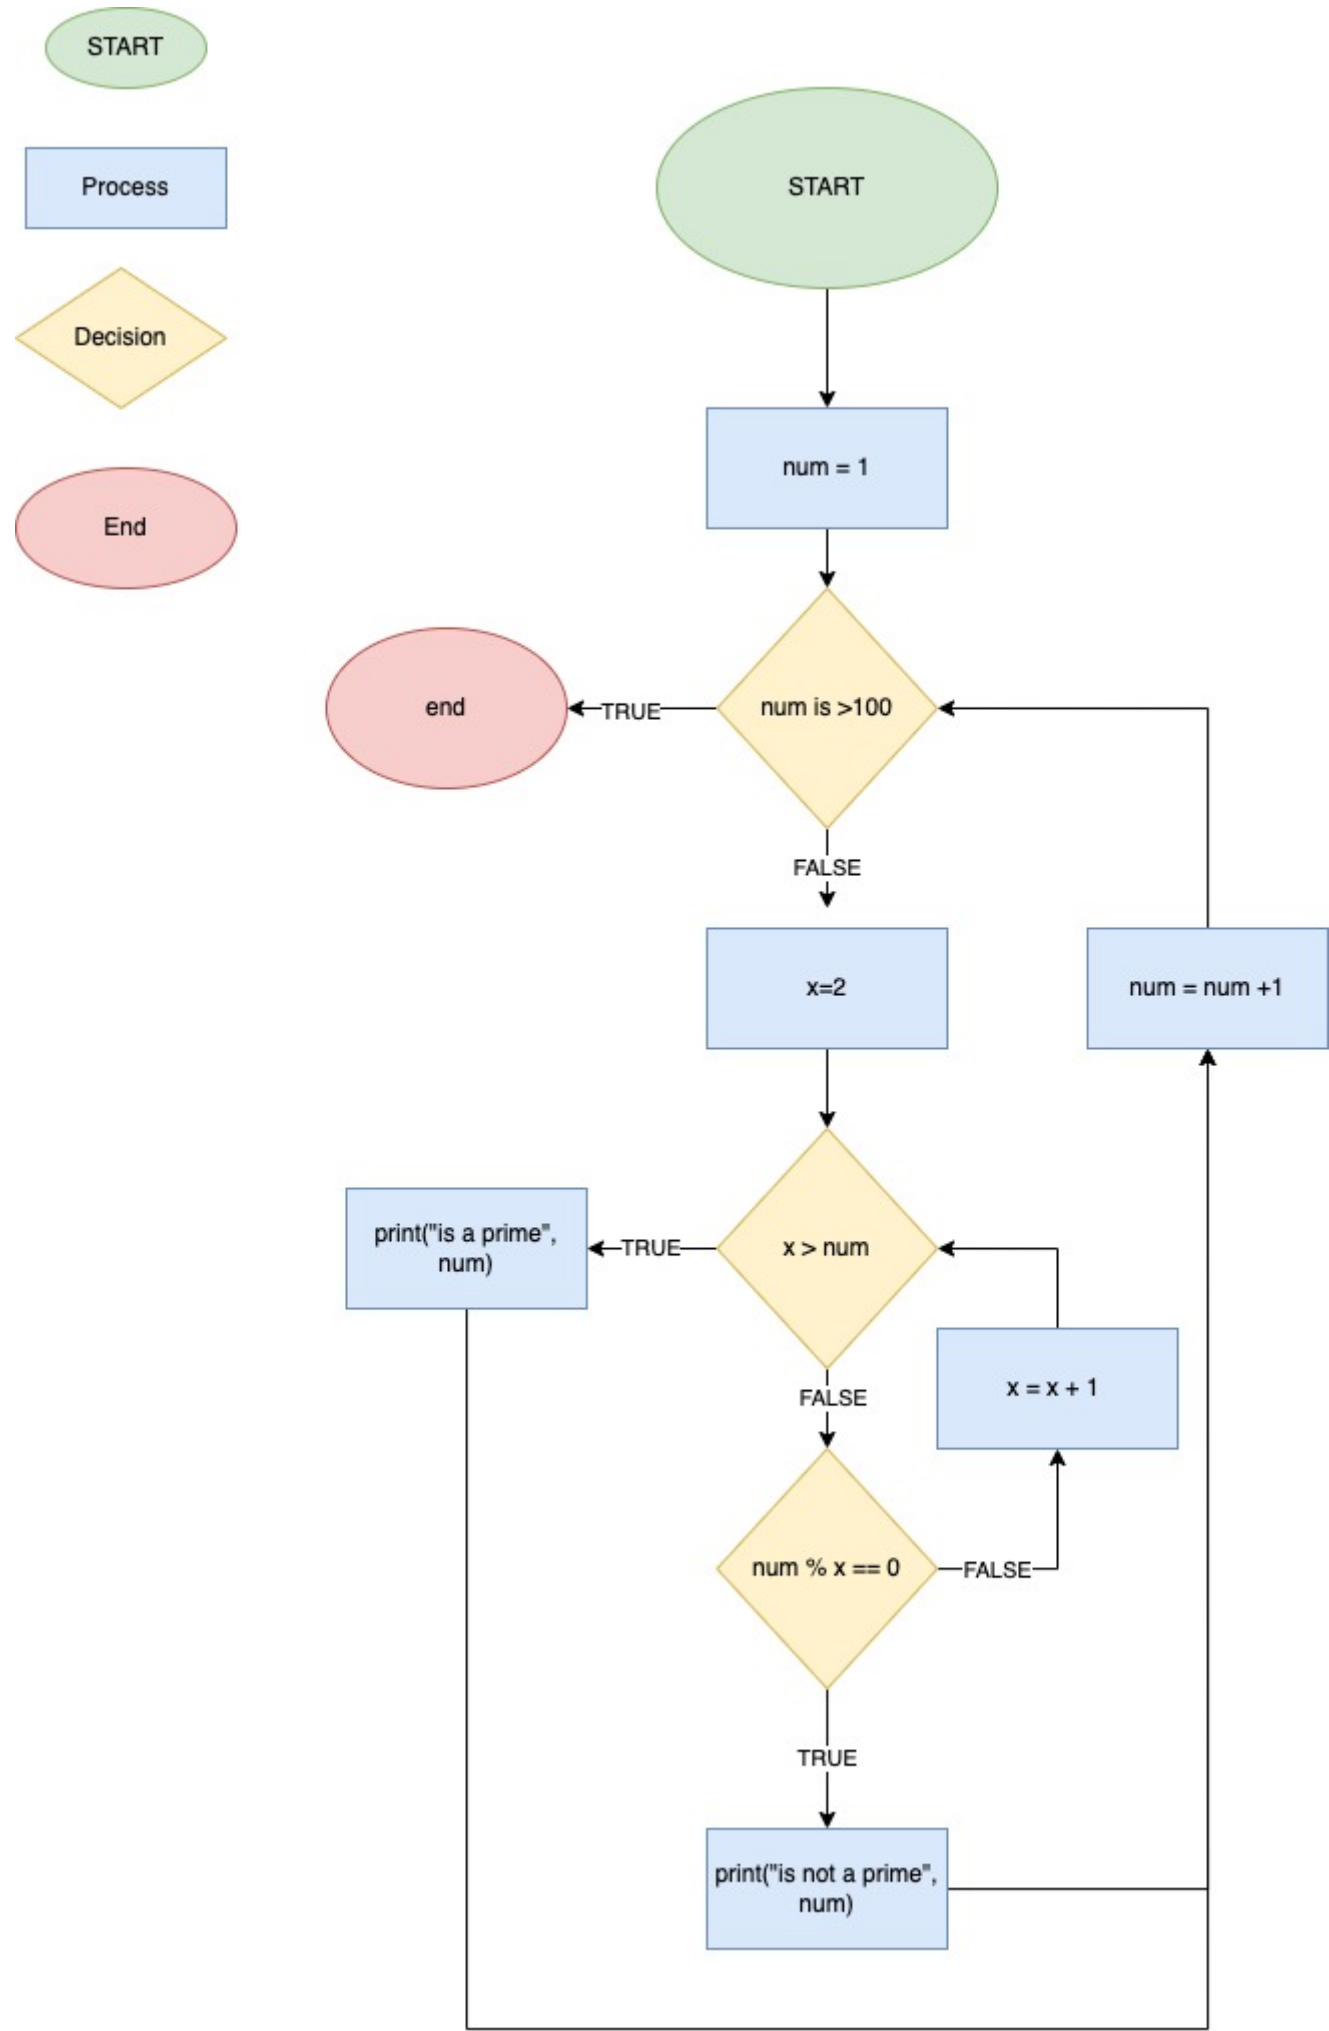 START
Process
Decision
End
START
num = 1
num is >100
TRUE
end
FALSE
x=2
num = num +1
x > num
TRUE
print("is a prime",
num)
FALSE
x = x + 1
num % x == 0
FALSE
TRUE
print("is not a prime",
num)